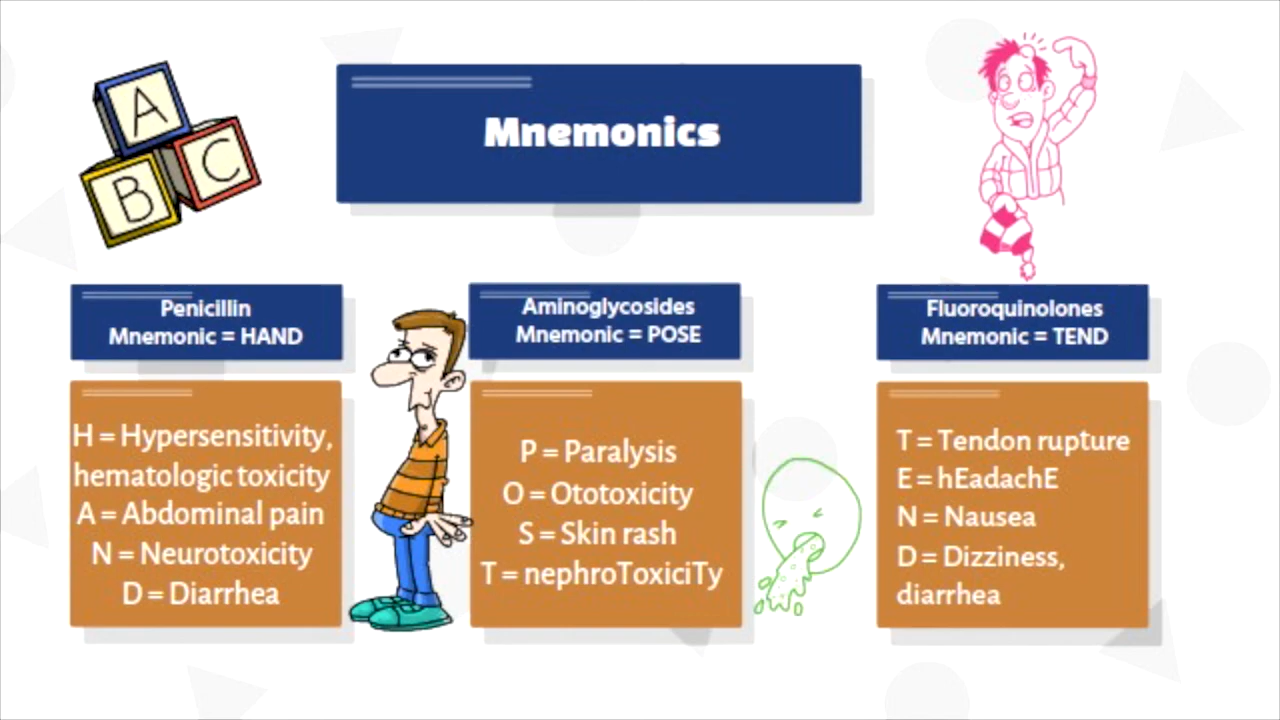 A
B
C
Mnemonics
Penicillin
Mnemonic = HAND
H = Hypersensitivity,
hematologic toxicity
A = Abdominal pain
N = Neurotoxicity
D = Diarrhea
Aminoglycosides
Mnemonic = POSE
P = Paralysis
O = Ototoxicity
S = Skin rash
T = nephroToxiciTy
Fluoroquinolones
Mnemonic = TEND
T = Tendon rupture
E = hEadachE
N = Nausea
D = Dizziness,
diarrhea